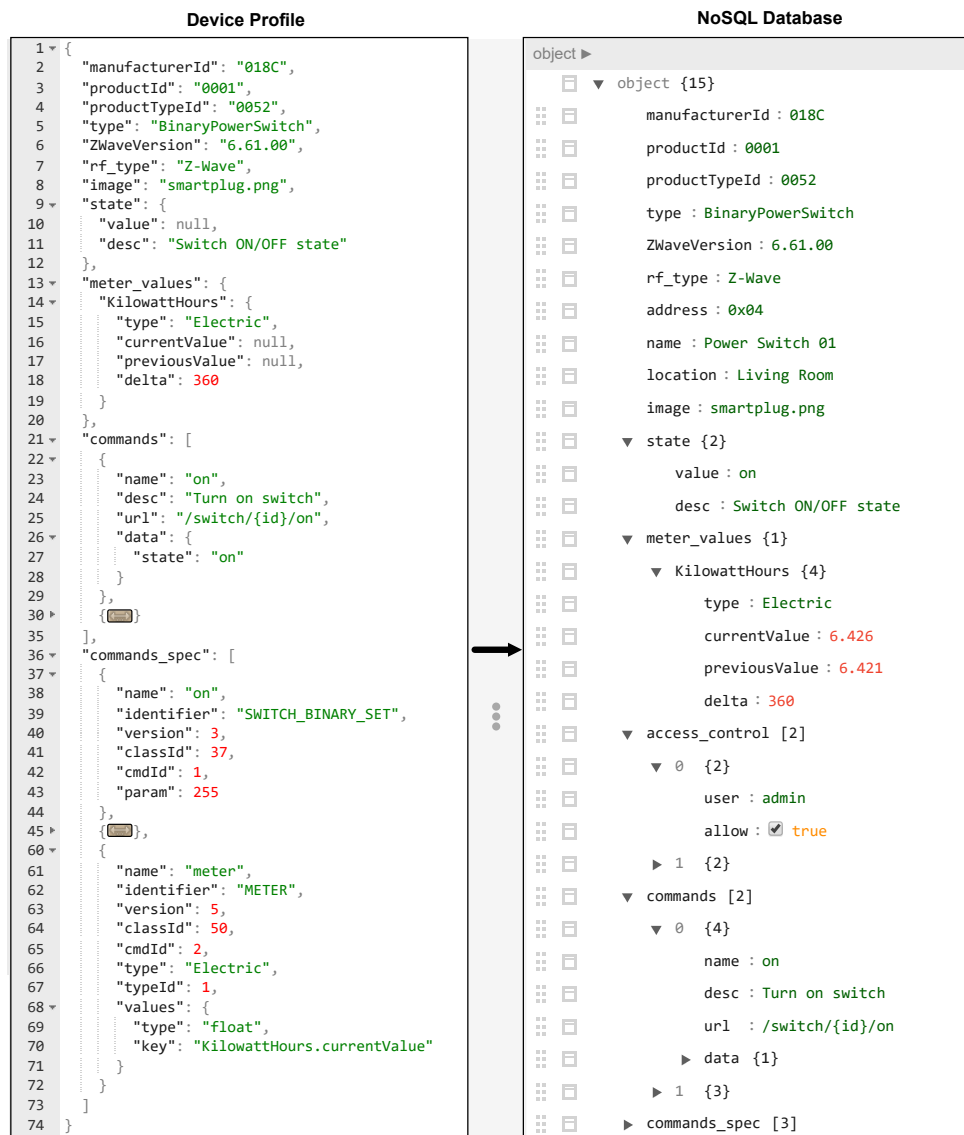 Device Profile
1 {
2 "manufacturerId": "018C",
3 "productId": "0001",
4 "productTypeId": "0052",
5 "type": "BinaryPowerSwitch",
6 "ZWaveVersion": "6.61.00",
7 "rf_type": "Z-Wave",
8 "image": "smartplug.png",
9 "state": {
10 "value": null,
11 "desc": "Switch ON/OFF state"
12 },
13 "meter_values": {
14 "KilowattHours": {
15 "type": "Electric",
16 "currentValue": null,
17 "previousValue": null,
18 "delta": 360
19 }
20 },
21 "commands": [
22 {
23 "name": "on",
24 "desc": "Turn on switch",
25 "url": "/switch/{id}/on",
26 "data": {
27 "state": "on"
28 }
29 },
30 {}
35 ],
36 "commands_spec": [
37 {
38 "name": "on",
39 "identifier": "SWITCH_BINARY_SET",
40 "version": 3,
41 "classId": 37,
42 "cmdId": 1,
43 "param": 255
44 },
45 {},
60 {
61 "name": "meter",
62 "identifier": "METER",
63 "version": 5,
64 "classId": 50,
65 "cmdId": 2,
66 "type": "Electric",
67 "typeId": 1,
68 "values": {
69 "type": "float",
70 "key": "KilowattHours.currentValue"
71 }
72 }
73 ]
74 }
NoSQL Database
object ►
object {15}
manufacturerId : 018C
productId : 0001
productTypeId : 0052
type : BinaryPowerSwitch
ZWaveVersion : 6.61.00
rf_type : Z-Wave
address : 0x04
name : Power Switch 01
location : Living Room
image : smartplug.png
state {2}
value : on
desc : Switch ON/OFF state
meter_values {1}
KilowattHours {4}
type : Electric
currentValue : 6.426
previousValue : 6.421
delta : 360
access_control [2]
0 {2}
user : admin
allow : true
1 {2}
commands [2]
0 {4}
name : on
desc : Turn on switch
url : /switch/{id}/on
data {1}
1 {3}
commands_spec [3]